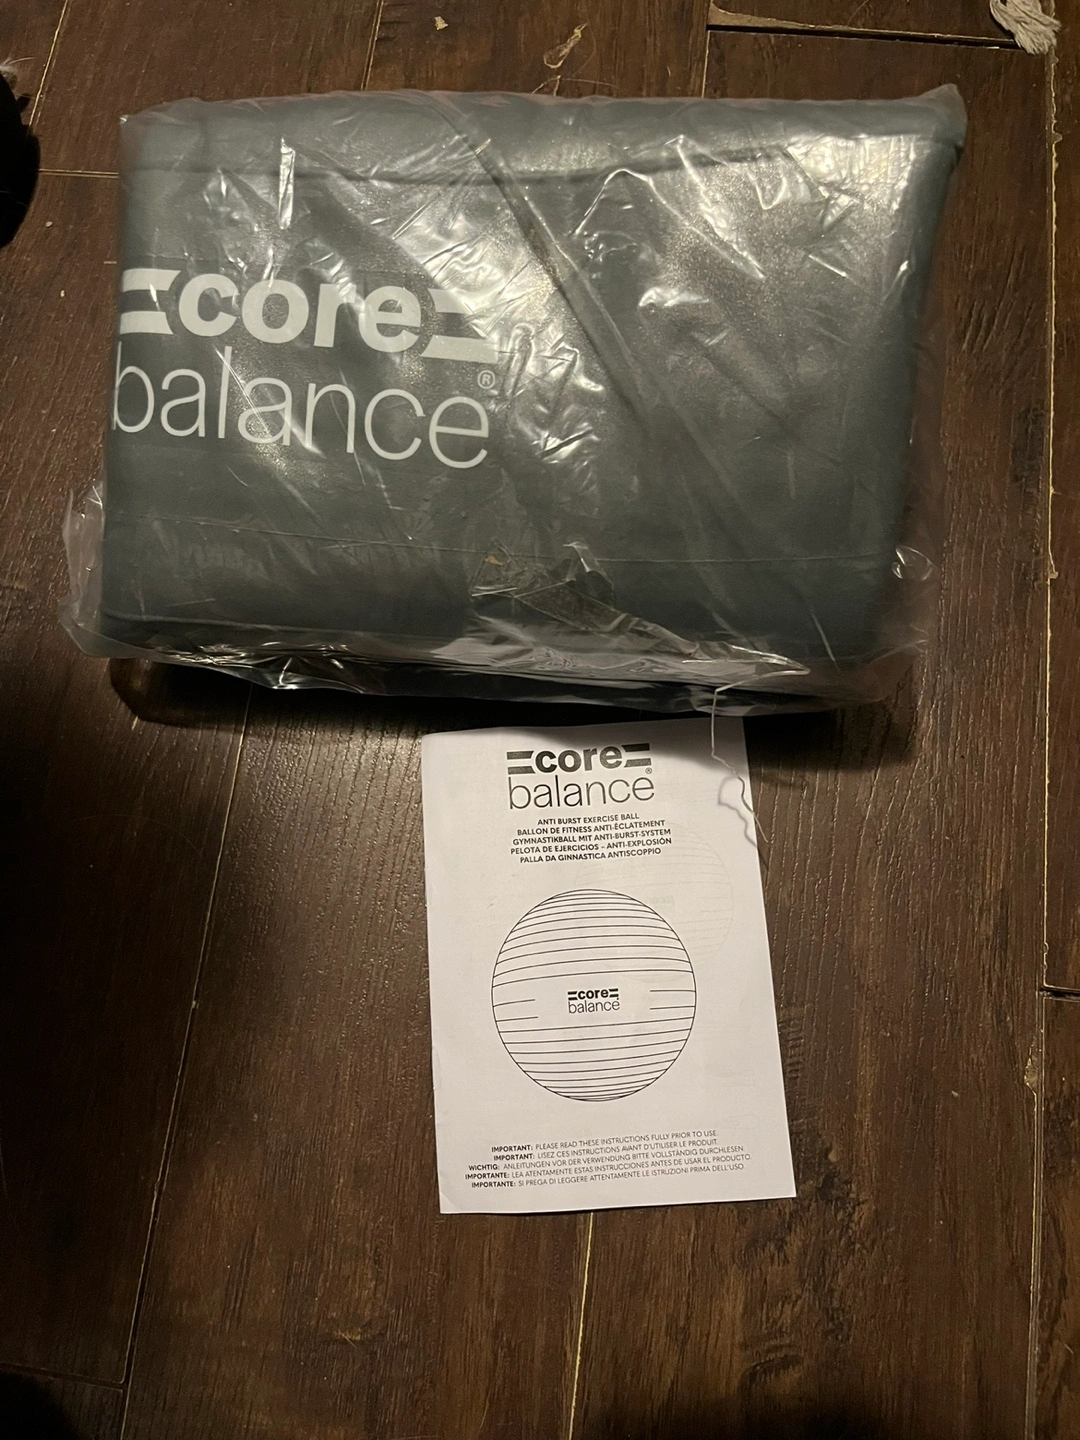 core
balance®
core
balance®
ANTI BURST EXERCISE BALL
BALLON DE FITNESS ANTI-ÉCLATEMENT
GYMNASTIKBALL MIT ANTI-BURST-SYSTEM
PELOTA DE EJERCICIOS – ANTI-EXPLOSIÓN
PALLA DA GINNASTICA ANTISCOPPIO
core
balance
IMPORTANT: PLEASE READ THESE INSTRUCTIONS FULLY PRIOR TO USE.
IMPORTANT: LISEZ CES INSTRUCTIONS AVANT D'UTILISER LE PRODUIT.
WICHTIG: ANLEITUNGEN VOR DER VERWENDUNG BITTE VOLLSTÄNDIG DURCHLESEN.
IMPORTANTE: LEA ATENTAMENTE ESTAS INSTRUCCIONES ANTES DE USAR EL PRODUCTO.
IMPORTANTE: SI PREGA DI LEGGERE ATTENTAMENTE LE ISTRUZIONI PRIMA DELL'USO.